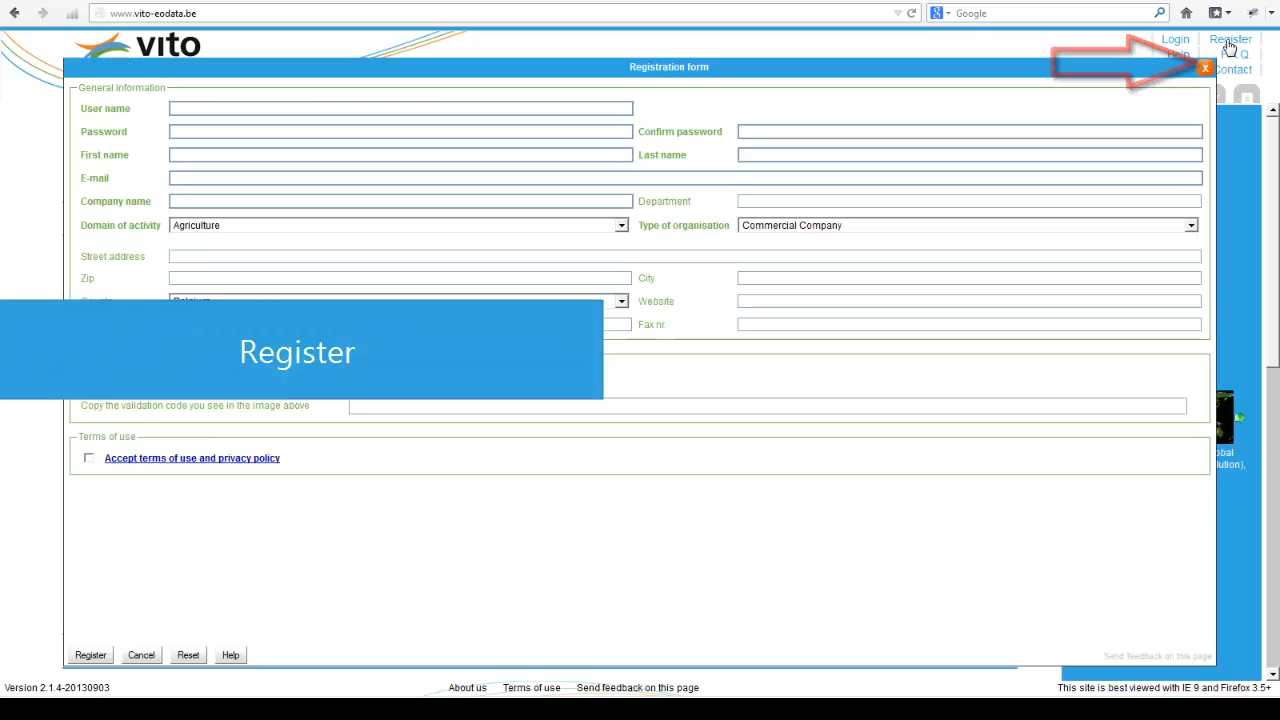 www.vito-eodata.be
Google
vito
Login
Register
Help
Contact
Registration form
X
General information
User name
Password
Confirm password
First name
Last name
E-mail
Company name
Department
Domain of activity
Agriculture
Type of organisation
Commercial Company
Street address
Zip
City
Website
Fax nr.
Register
Copy the validation code you see in the image above
Terms of use
Accept terms of use and privacy policy
obal
lution),
Register
Cancel
Reset
Help
Send feedback on this page
Version 2.1.4-20130903
About us
Terms of use
Send feedback on this page
This site is best viewed with IE 9 and Firefox 3.5+